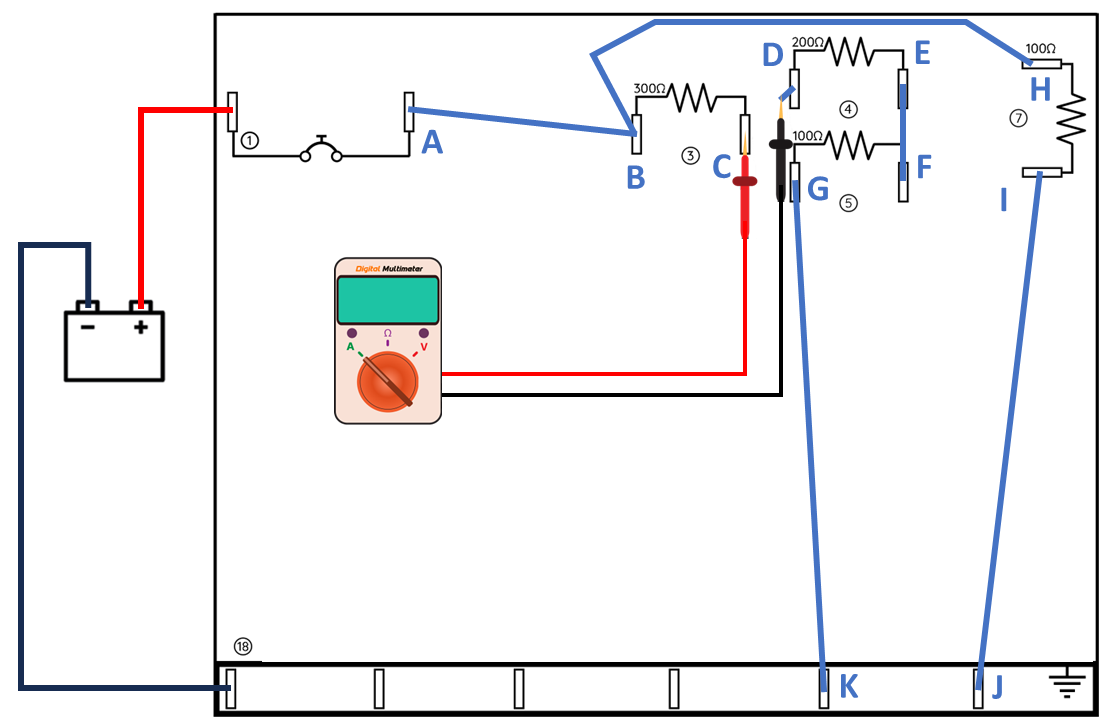 200Ω
D
E
100Ω
H
300Ω
④
⑦
①
A
B
③
C
100Ω
F
G
⑤
I
Digital Multimeter
Ω
A
V
− +
⑱
K
J